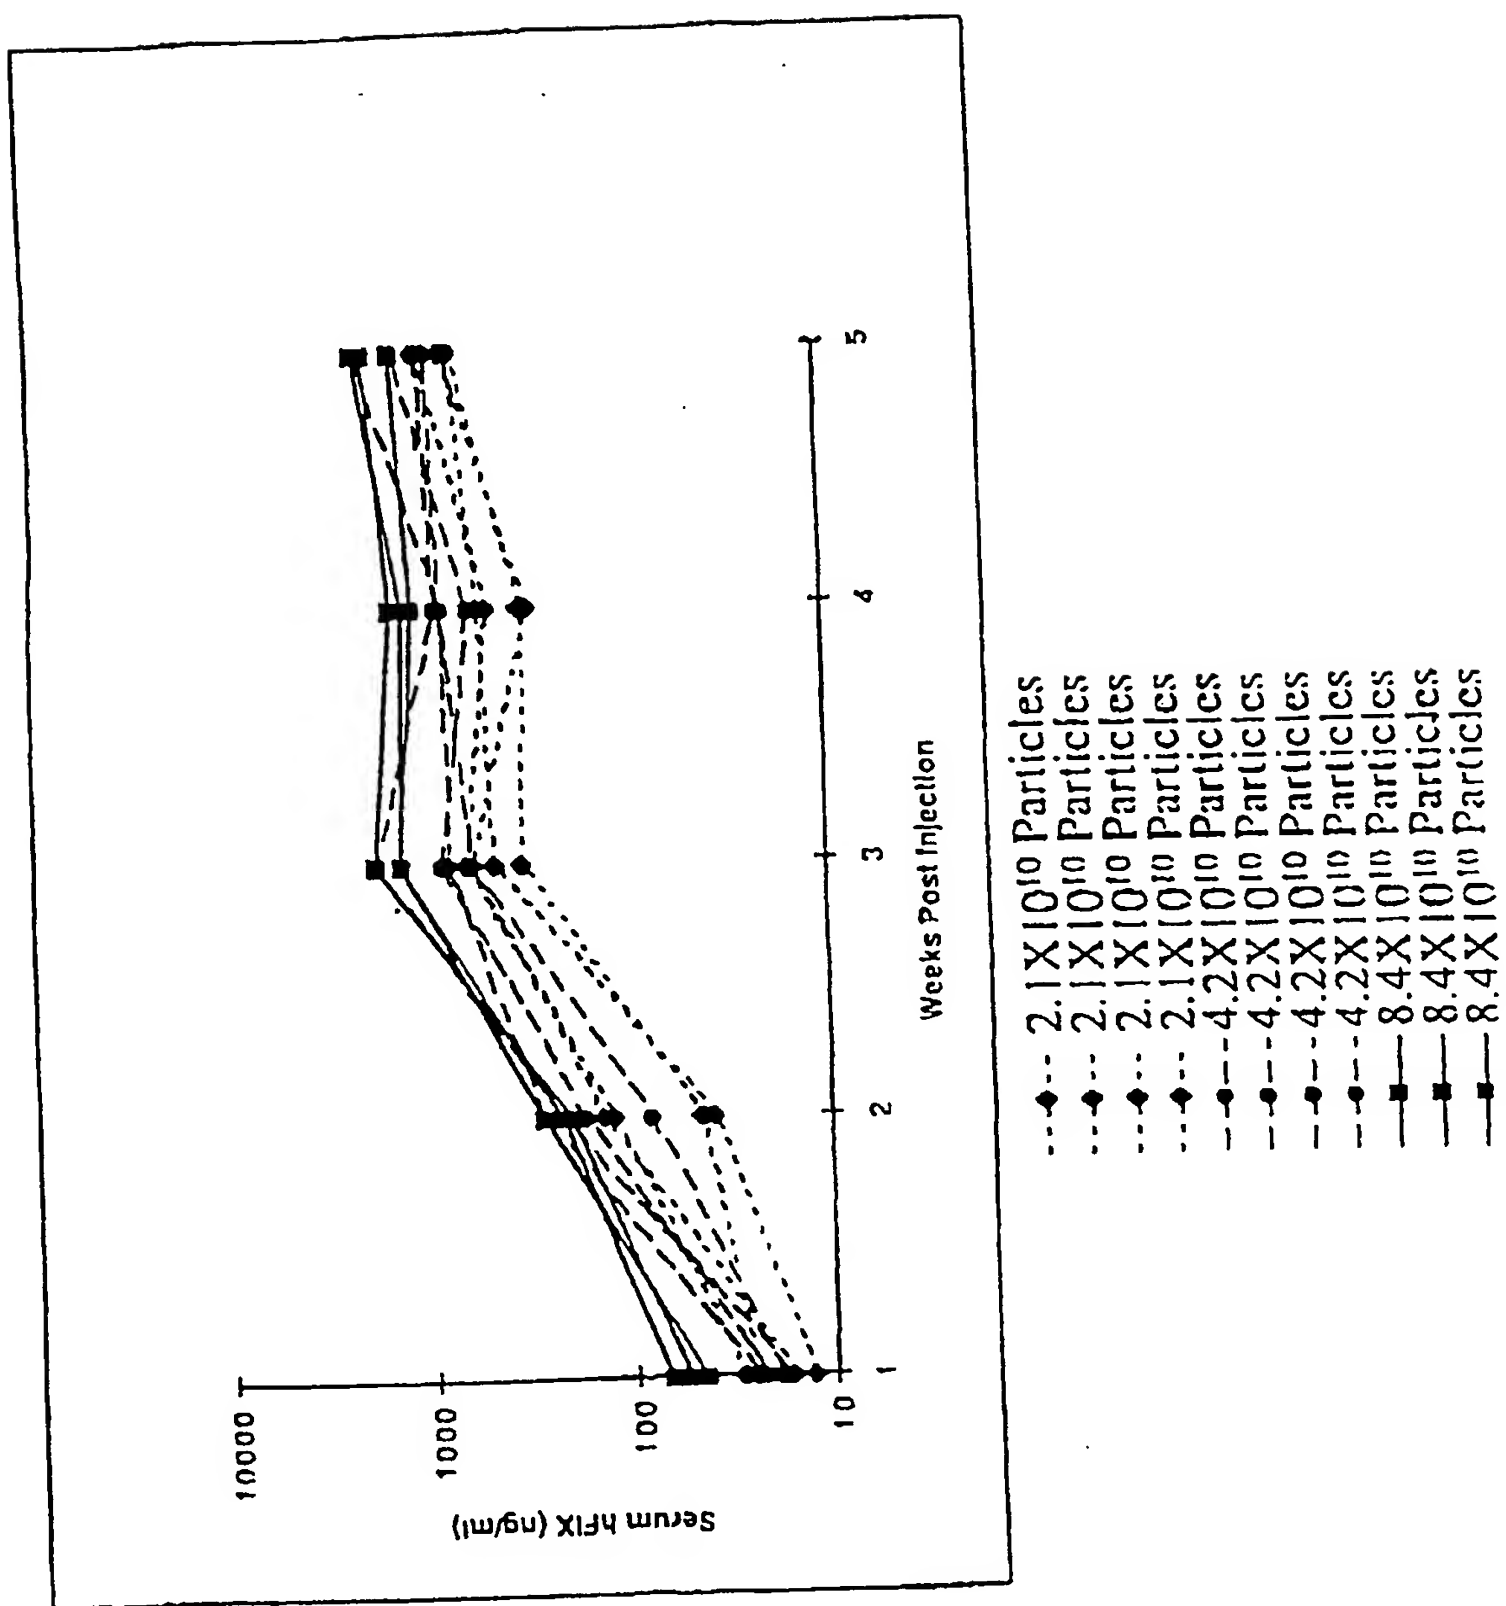 Serum hFIX (ng/ml)
10000
1000
100
10
1
2
3
4
5
Weeks Post Injection
2.1X10¹⁰ Particles
2.1X10¹⁰ Particles
2.1X10¹⁰ Particles
2.1X10¹⁰ Particles
4.2X10¹⁰ Particles
4.2X10¹⁰ Particles
4.2X10¹⁰ Particles
4.2X10¹⁰ Particles
8.4X10¹⁰ Particles
8.4X10¹⁰ Particles
8.4X10¹⁰ Particles